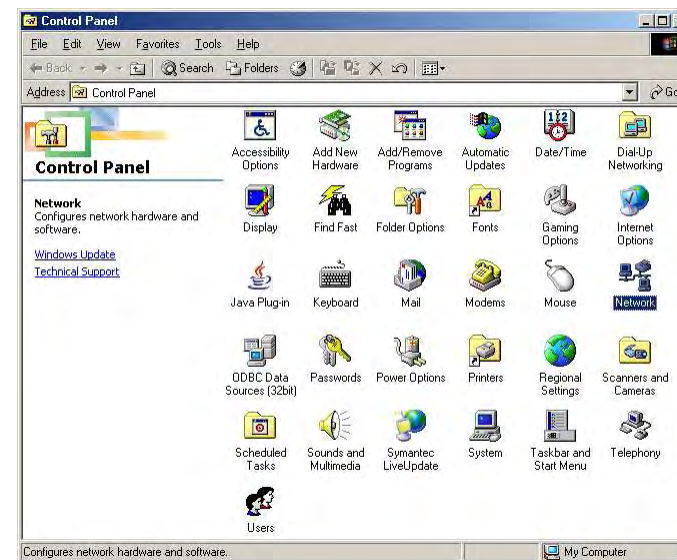 Control Panel
File Edit View Favorites Tools Help
Back Search Folders
Address Control Panel Go
Control Panel
Network
Configures network hardware and
software.
Windows Update
Technical Support
Accessibility
Options
Add New
Hardware
Add/Remove
Programs
Automatic
Updates
Date/Time
Dial-Up
Networking
Display
Find Fast
Folder Options
Fonts
Gaming
Options
Internet
Options
Java Plug-in
Keyboard
Mail
Modems
Mouse
Network
ODBC Data
Sources (32bit)
Passwords
Power Options
Printers
Regional
Settings
Scanners and
Cameras
Scheduled
Tasks
Sounds and
Multimedia
Symantec
LiveUpdate
System
Taskbar and
Start Menu
Telephony
Users
Configures network hardware and software. My Computer